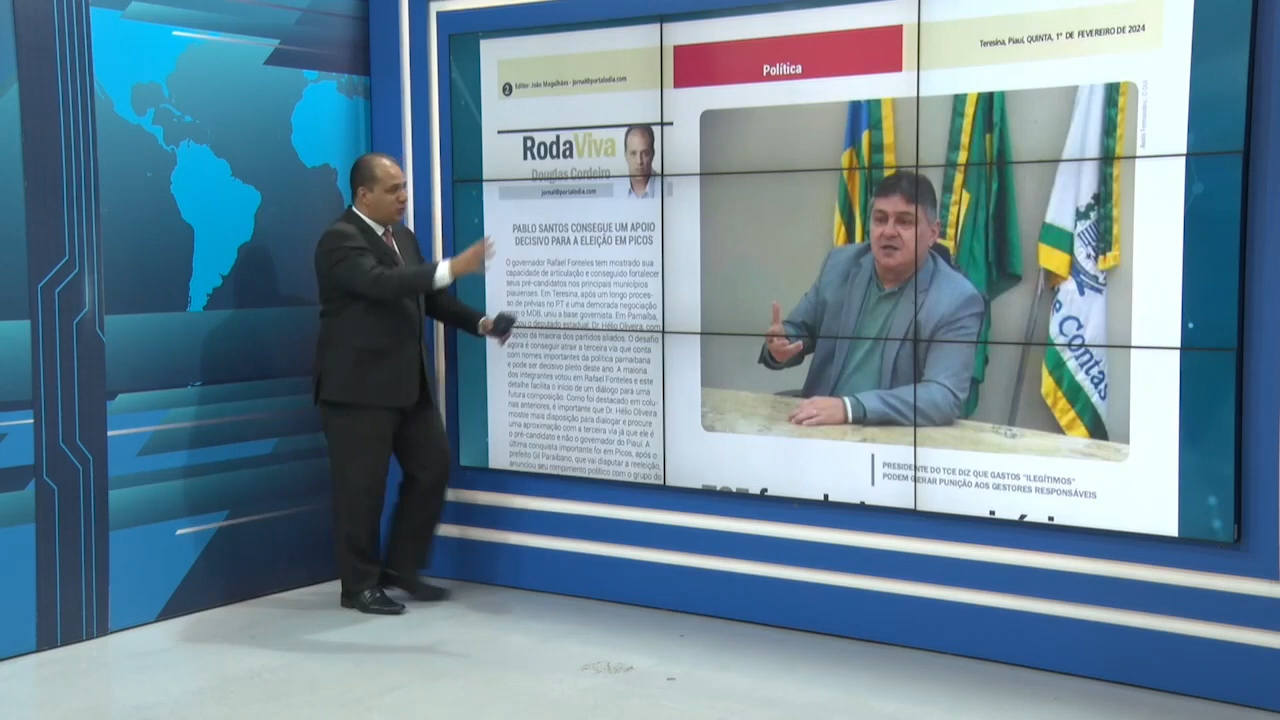 2 Editor: João Magalhães - jornal@portalodia.com
Política
Teresina, Piauí, QUINTA, 1º DE FEVEREIRO DE 2024
RodaViva
Douglas Cordeiro
jornal@portalodia.com
PABLO SANTOS CONSEGUE UM APOIO
DECISIVO PARA A ELEIÇÃO EM PICOS
O governador Rafael Fonteles tem mostrado sua
capacidade de articulação e conseguido fortalecer
seus pré-candidatos nos principais municípios
piauienses. Em Teresina, após um longo proces-
so de prévias no PT e uma demorada negociação
com o MDB, uniu a base governista. Em Parnaíba,
o deputado estadual, Dr. Hélio Oliveira, com
apoio da maioria dos partidos aliados. O desafio
agora é conseguir atrair a terceira via que conta
com nomes importantes da política parnaibana
e pode ser decisivo pleito deste ano. A maioria
dos integrantes votou em Rafael Fonteles e este
detalhe facilita o início de um diálogo para uma
futura composição. Como foi destacado em colu-
nas anteriores, é importante que Dr. Hélio Oliveira
mostre mais disposição para dialogar e procure
uma aproximação com a terceira via já que ele é
o pré-candidato e não o governador do Piauí. A
última conquista importante foi em Picos, após o
prefeito Gil Paraibano, que vai disputar a reeleição,
anunciou seu rompimento político com o grupo do
e Contas
PRESIDENTE DO TCE DIZ QUE GASTOS "ILEGÍTIMOS"
PODEM GERAR PUNIÇÃO AOS GESTORES RESPONSÁVEIS